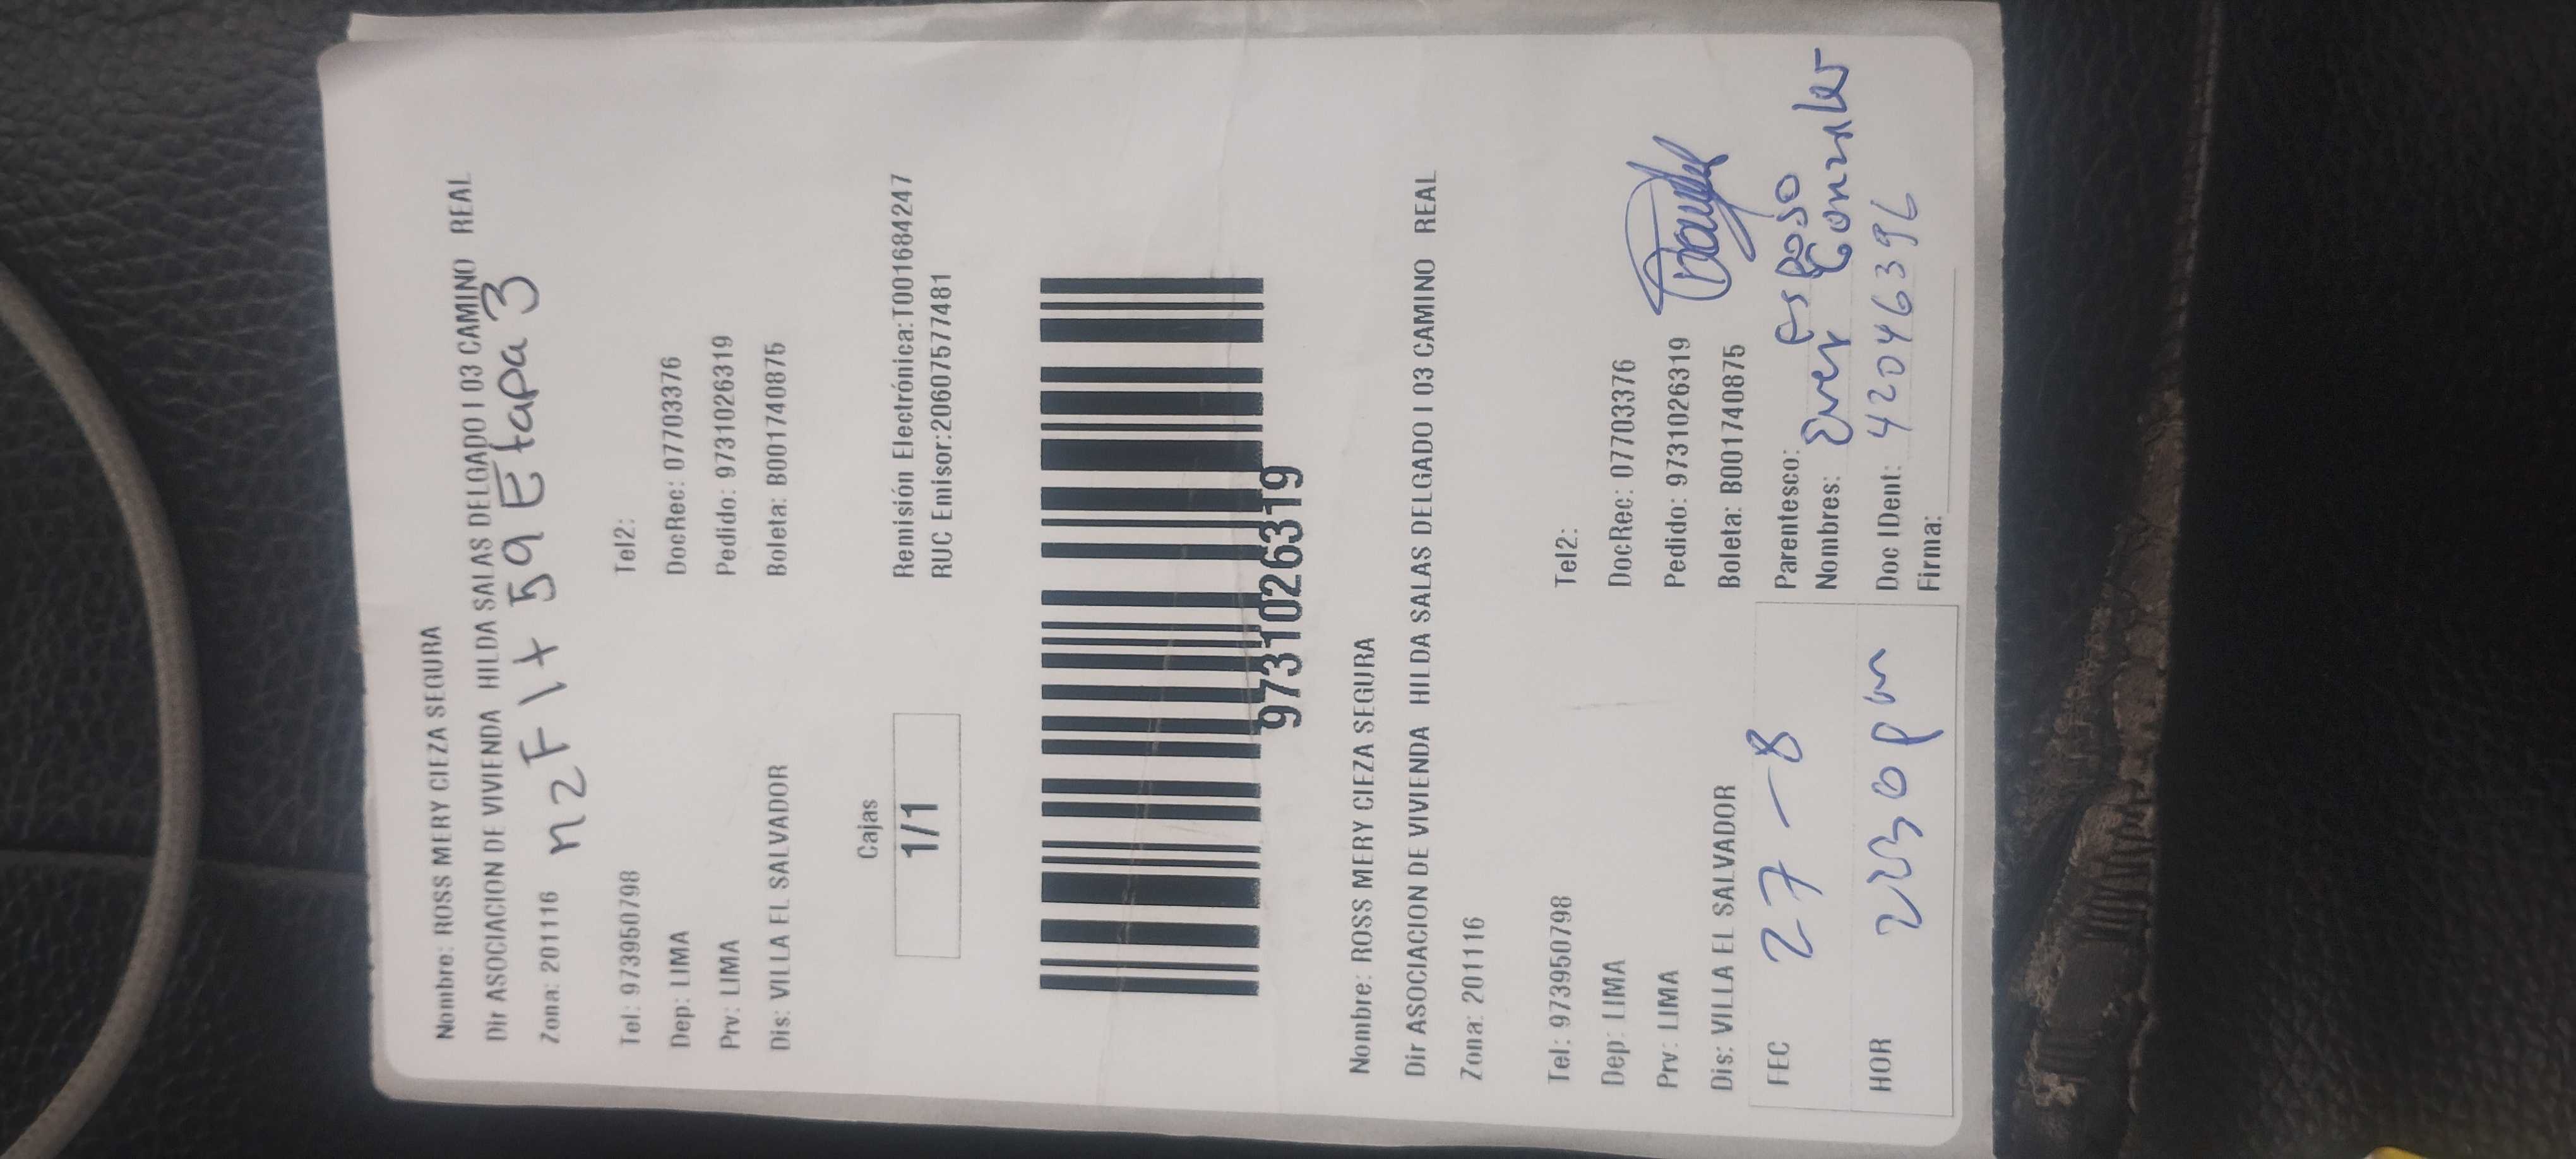 Nombre: ROSS MERY CIEZA SEGURA
Dir ASOCIACION DE VIVIENDA HILDA SALAS DELGADO I 03 CAMINO REAL
Zona: 201116
mzF lt 59 Etapa 3
Tel: 973950798 Tel2:
Dep: LIMA DocRec: 07703376
Prv: LIMA Pedido: 9731026319
Dis: VILLA EL SALVADOR Boleta: B001740875
Cajas
1/1
Remisión Electrónica:T001684247
RUC Emisor:20607577481
9731026319
Nombre: ROSS MERY CIEZA SEGURA
Dir ASOCIACION DE VIVIENDA HILDA SALAS DELGADO I 03 CAMINO REAL
Zona: 201116
Tel: 973950798 Tel2:
Dep: LIMA DocRec: 07703376
Prv: LIMA Pedido: 9731026319
Dis: VILLA EL SALVADOR Boleta: B001740875
FEC 27-8
Parentesco: esposo
Nombres: Ever Gonzales
HOR 2:30 pm
Doc IDent: 42046396
Firma: